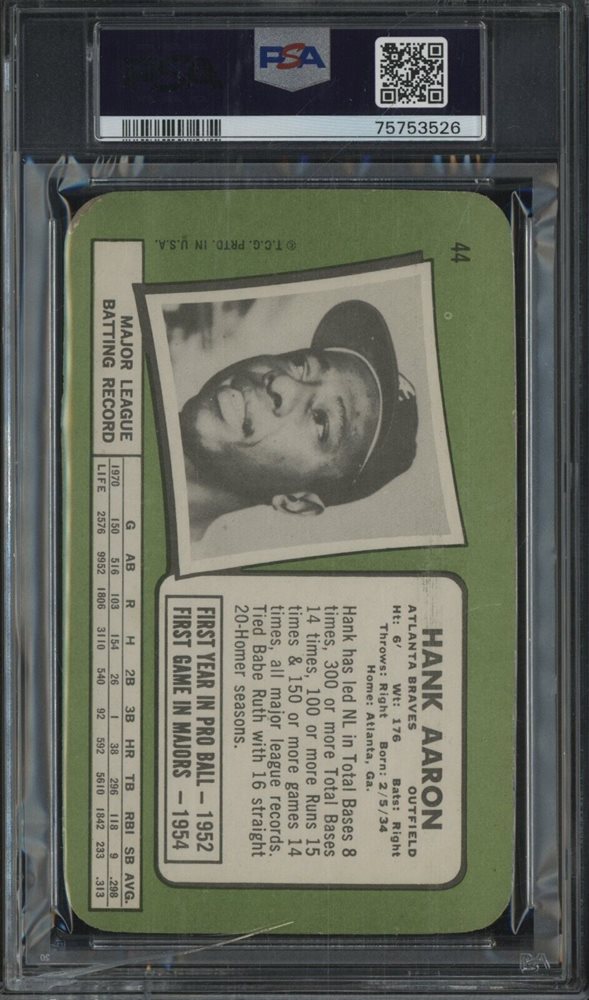 PSA
75753526
44
© T.C.G. PRTD. IN U.S.A.
HANK AARON
ATLANTA BRAVES OUTFIELD
Ht: 6' Wt: 176 Bats: Right
Throws: Right Born: 2/5/34
Home: Atlanta, Ga.
Hank has led NL in Total Bases 8
times, 300 or more Total Bases
14 times, 100 or more Runs 15
times & 150 or more games 14
times, all major league records.
Tied Babe Ruth with 16 straight
20-Homer seasons.
FIRST YEAR IN PRO BALL — 1952
FIRST GAME IN MAJORS — 1954
MAJOR LEAGUE
BATTING RECORD
G AB R H 2B 3B HR TB RBI SB AVG.
1970 150 516 103 154 26 1 38 296 118 9 .298
LIFE 2576 9952 1806 3110 540 92 592 5610 1842 233 .313